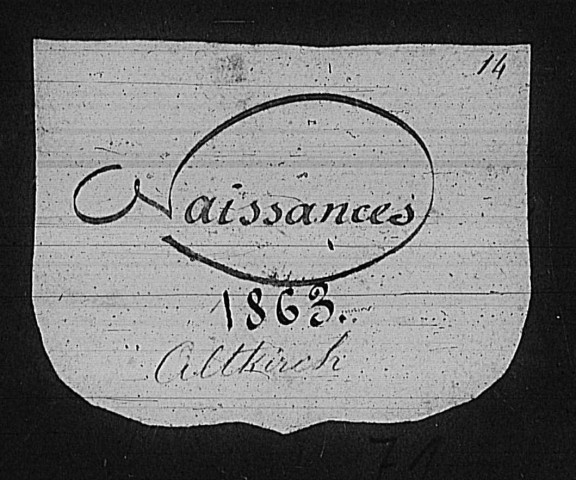 14
Naissances
1863.
Altkirch